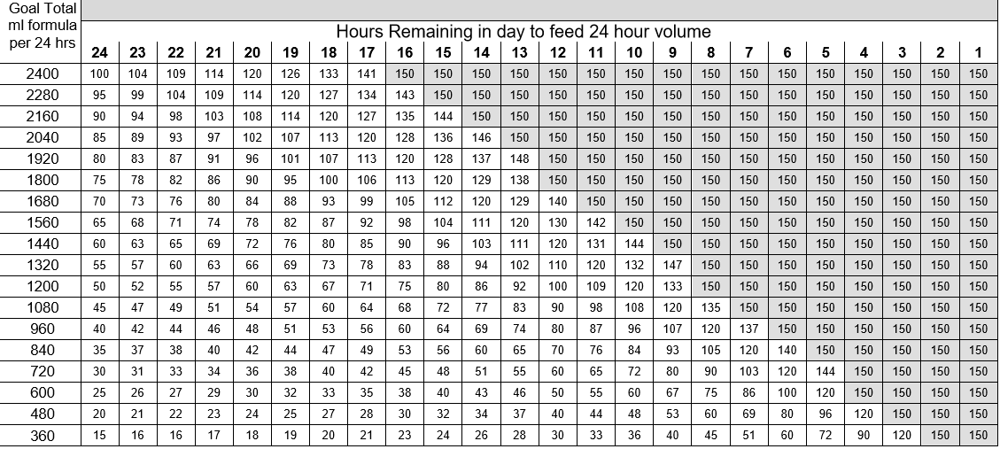 Goal Total
ml formula
per 24 hrs
Hours Remaining in day to feed 24 hour volume
24 23 22 21 20 19 18 17 16 15 14 13 12 11 10 9 8 7 6 5 4 3 2 1
2400 100 104 109 114 120 126 133 141 150 150 150 150 150 150 150 150 150 150 150 150 150 150 150 150
2280 95 99 104 109 114 120 127 134 143 150 150 150 150 150 150 150 150 150 150 150 150 150 150 150
2160 90 94 98 103 108 114 120 127 135 144 150 150 150 150 150 150 150 150 150 150 150 150 150 150
2040 85 89 93 97 102 107 113 120 128 136 146 150 150 150 150 150 150 150 150 150 150 150 150 150
1920 80 83 87 91 96 101 107 113 120 128 137 148 150 150 150 150 150 150 150 150 150 150 150 150
1800 75 78 82 86 90 95 100 106 113 120 129 138 150 150 150 150 150 150 150 150 150 150 150 150
1680 70 73 76 80 84 88 93 99 105 112 120 129 140 150 150 150 150 150 150 150 150 150 150 150
1560 65 68 71 74 78 82 87 92 98 104 111 120 130 142 150 150 150 150 150 150 150 150 150 150
1440 60 63 65 69 72 76 80 85 90 96 103 111 120 131 144 150 150 150 150 150 150 150 150 150
1320 55 57 60 63 66 69 73 78 83 88 94 102 110 120 132 147 150 150 150 150 150 150 150 150
1200 50 52 55 57 60 63 67 71 75 80 86 92 100 109 120 133 150 150 150 150 150 150 150 150
1080 45 47 49 51 54 57 60 64 68 72 77 83 90 98 108 120 135 150 150 150 150 150 150 150
960 40 42 44 46 48 51 53 56 60 64 69 74 80 87 96 107 120 137 150 150 150 150 150 150
840 35 37 38 40 42 44 47 49 53 56 60 65 70 76 84 93 105 120 140 150 150 150 150 150
720 30 31 33 34 36 38 40 42 45 48 51 55 60 65 72 80 90 103 120 144 150 150 150 150
600 25 26 27 29 30 32 33 35 38 40 43 46 50 55 60 67 75 86 100 120 150 150 150 150
480 20 21 22 23 24 25 27 28 30 32 34 37 40 44 48 53 60 69 80 96 120 150 150 150
360 15 16 16 17 18 19 20 21 23 24 26 28 30 33 36 40 45 51 60 72 90 120 150 150